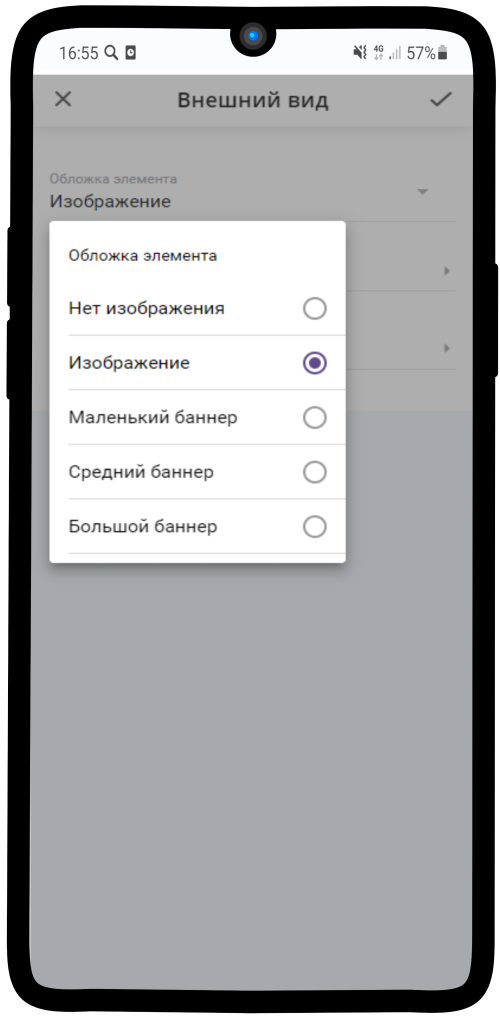 16:55
4G
57%
Внешний вид
Обложка элемента
Изображение
Обложка элемента
Нет изображения
Изображение
Маленький баннер
Средний баннер
Большой баннер